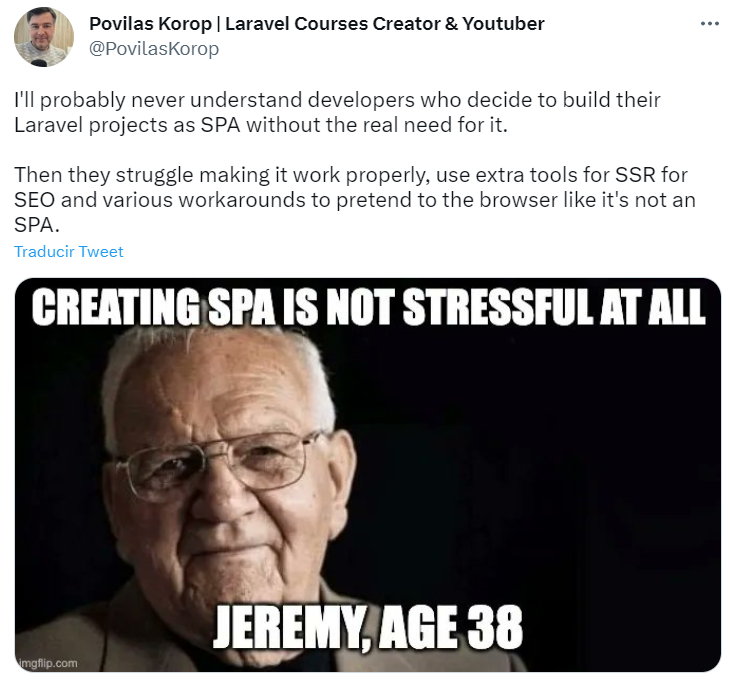 Povilas Korop | Laravel Courses Creator & Youtuber
@PovilasKorop
I'll probably never understand developers who decide to build their
Laravel projects as SPA without the real need for it.
Then they struggle making it work properly, use extra tools for SSR for
SEO and various workarounds to pretend to the browser like it's not an
SPA.
Traducir Tweet
CREATING SPA IS NOT STRESSFUL AT ALL
JEREMY, AGE 38
imgflip.com